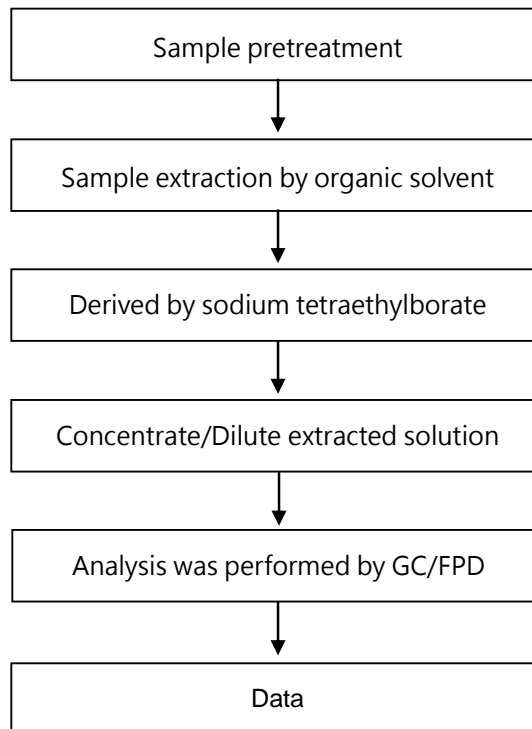 Sample pretreatment
Sample extraction by organic solvent
Derived by sodium tetraethylborate
Concentrate/Dilute extracted solution
Analysis was performed by GC/FPD
Data